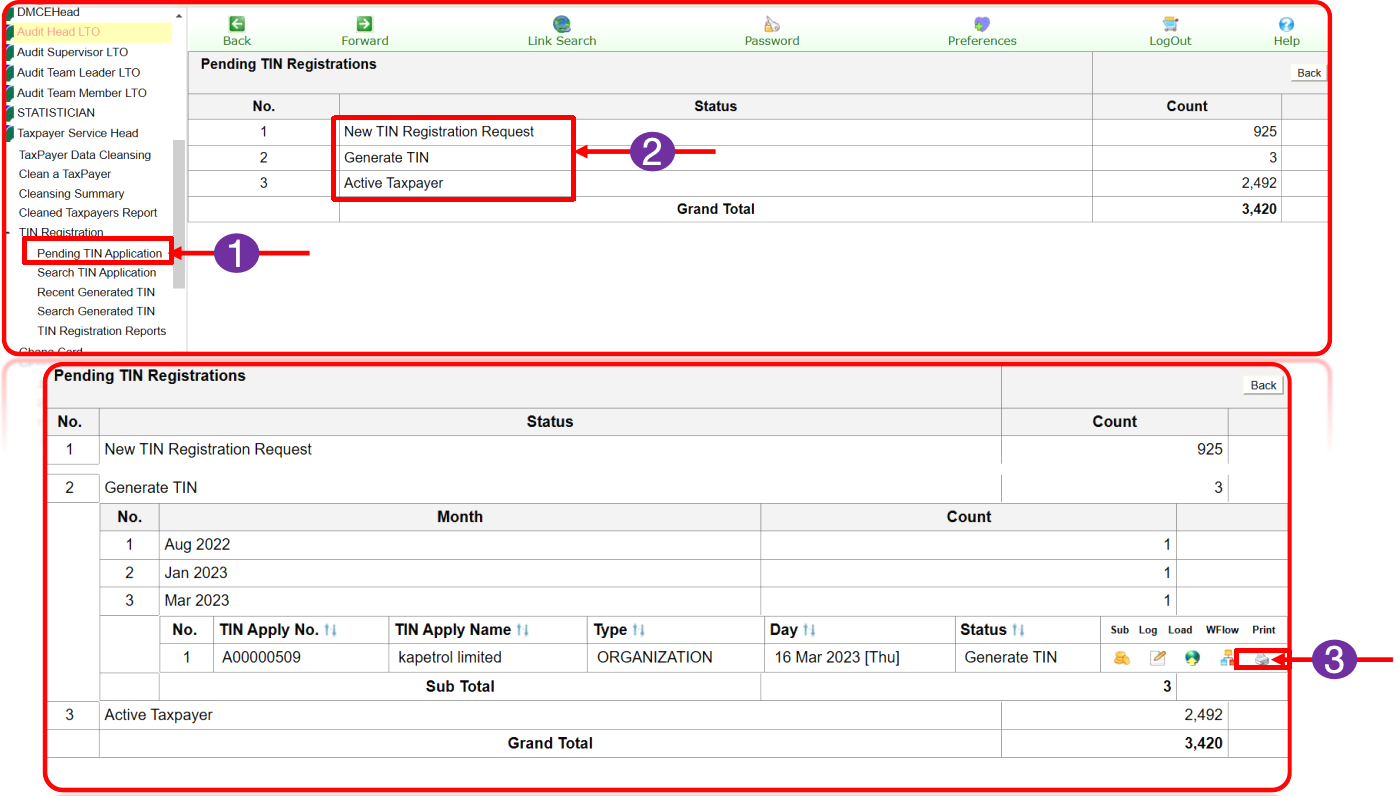 DMCEHead
Audit Head LTO
Audit Supervisor LTO
Audit Team Leader LTO
Audit Team Member LTO
STATISTICIAN
Taxpayer Service Head
TaxPayer Data Cleansing
Clean a TaxPayer
Cleansing Summary
Cleaned Taxpayers Report
TIN Registration
Pending TIN Application
Search TIN Application
Recent Generated TIN
Search Generated TIN
TIN Registration Reports
Ghana Card
1
Back Forward Link Search Password Preferences LogOut Help
Pending TIN Registrations Back
No. Status Count
1 New TIN Registration Request 925
2 Generate TIN 3
3 Active Taxpayer 2,492
Grand Total 3,420
2
Pending TIN Registrations Back
No. Status Count
1 New TIN Registration Request 925
2 Generate TIN 3
No. Month Count
1 Aug 2022 1
2 Jan 2023 1
3 Mar 2023 1
No. TIN Apply No. TIN Apply Name Type Day Status Sub Log Load WFlow Print
1 A00000509 kapetrol limited ORGANIZATION 16 Mar 2023 [Thu] Generate TIN
3
Sub Total 3
3 Active Taxpayer 2,492
Grand Total 3,420